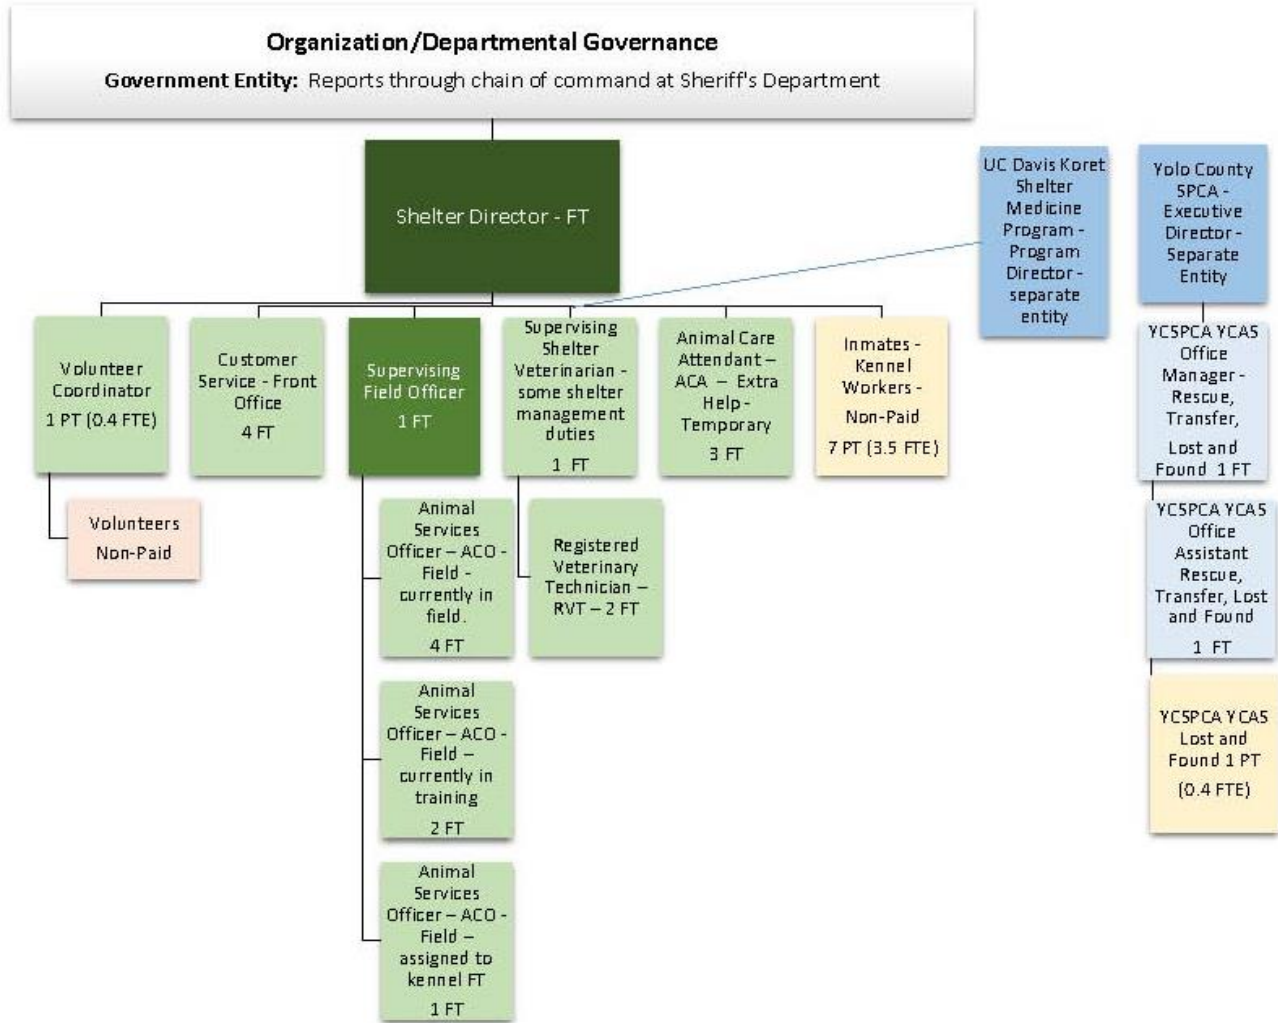 Organization/Departmental Governance
Government Entity: Reports through chain of command at Sheriff's Department
Shelter Director - FT
UC Davis Koret
Shelter
Medicine
Program -
Program
Director -
separate
entity
Yolo County
SPCA -
Executive
Director -
Separate
Entity
Volunteer
Coordinator
1 PT (0.4 FTE)
Customer
Service - Front
Office
4 FT
Supervising
Field Officer
1 FT
Supervising
Shelter
Veterinarian -
some shelter
management
duties
1 FT
Animal Care
Attendant –
ACA – Extra
Help -
Temporary
3 FT
Inmates -
Kennel
Workers -
Non-Paid
7 PT (3.5 FTE)
YCSPCA YCAS
Office
Manager -
Rescue,
Transfer,
Lost and
Found 1 FT
Volunteers
Non-Paid
Animal
Services
Officer – ACO -
Field -
currently in
field.
4 FT
Registered
Veterinary
Technician –
RVT – 2 FT
YCSPCA YCAS
Office
Assistant
Rescue,
Transfer, Lost
and Found
1 FT
Animal
Services
Officer – ACO -
Field –
currently in
training
2 FT
YCSPCA YCAS
Lost and
Found 1 PT
(0.4 FTE)
Animal
Services
Officer – ACO -
Field –
assigned to
kennel FT
1 FT